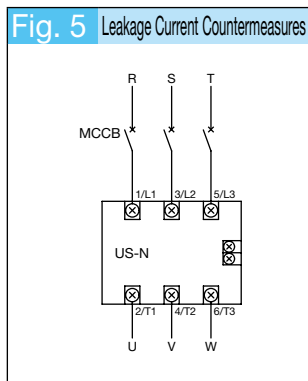 Fig. 5 Leakage Current Countermeasures
R S T
MCCB
1/L1 3/L2 5/L3
US-N
2/T1 4/T2 6/T3
U V W